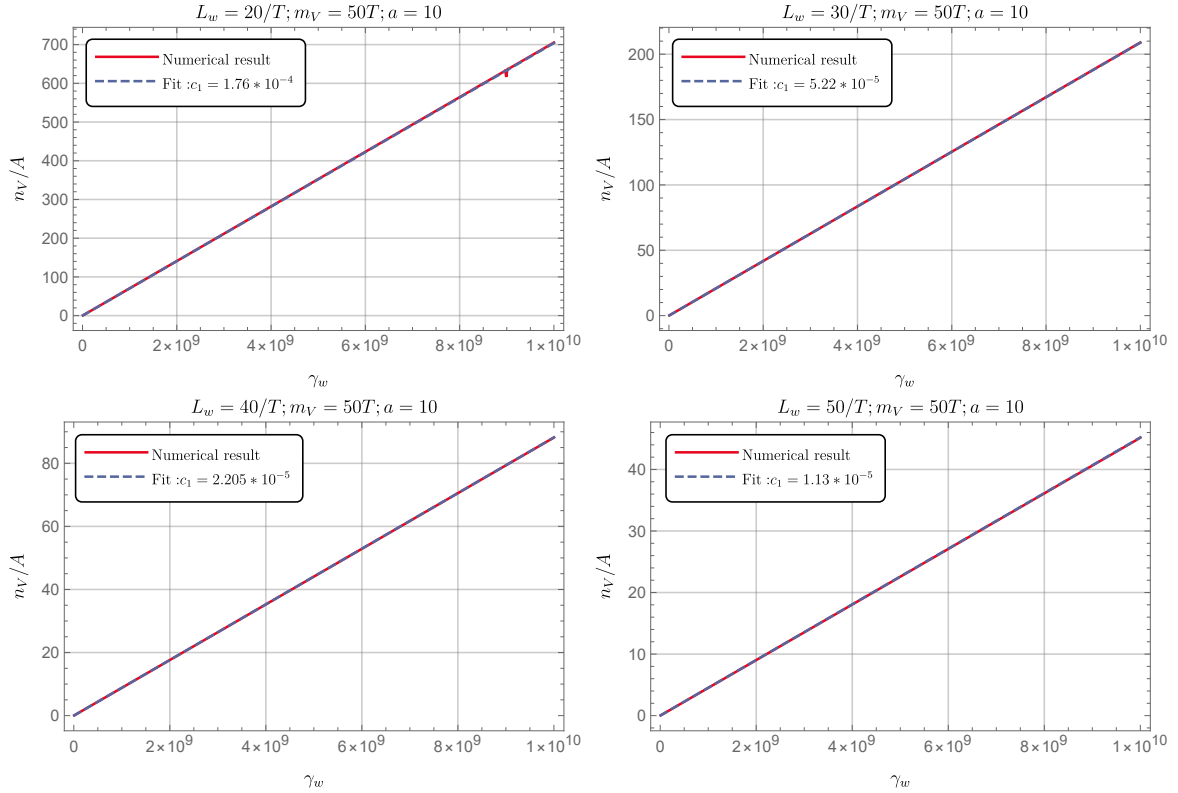 L_w = 20/T; m_V = 50T; a = 10
Numerical result
Fit :c_1 = 1.76 * 10^{-4}
700
600
500
400
300
200
100
0
n_V/A
0 2×10^9 4×10^9 6×10^9 8×10^9 1×10^{10}
γ_w
L_w = 30/T; m_V = 50T; a = 10
Numerical result
Fit :c_1 = 5.22 * 10^{-5}
200
150
100
50
0
n_V/A
0 2×10^9 4×10^9 6×10^9 8×10^9 1×10^{10}
γ_w
L_w = 40/T; m_V = 50T; a = 10
Numerical result
Fit :c_1 = 2.205 * 10^{-5}
80
60
40
20
0
n_V/A
0 2×10^9 4×10^9 6×10^9 8×10^9 1×10^{10}
γ_w
L_w = 50/T; m_V = 50T; a = 10
Numerical result
Fit :c_1 = 1.13 * 10^{-5}
40
30
20
10
0
n_V/A
0 2×10^9 4×10^9 6×10^9 8×10^9 1×10^{10}
γ_w